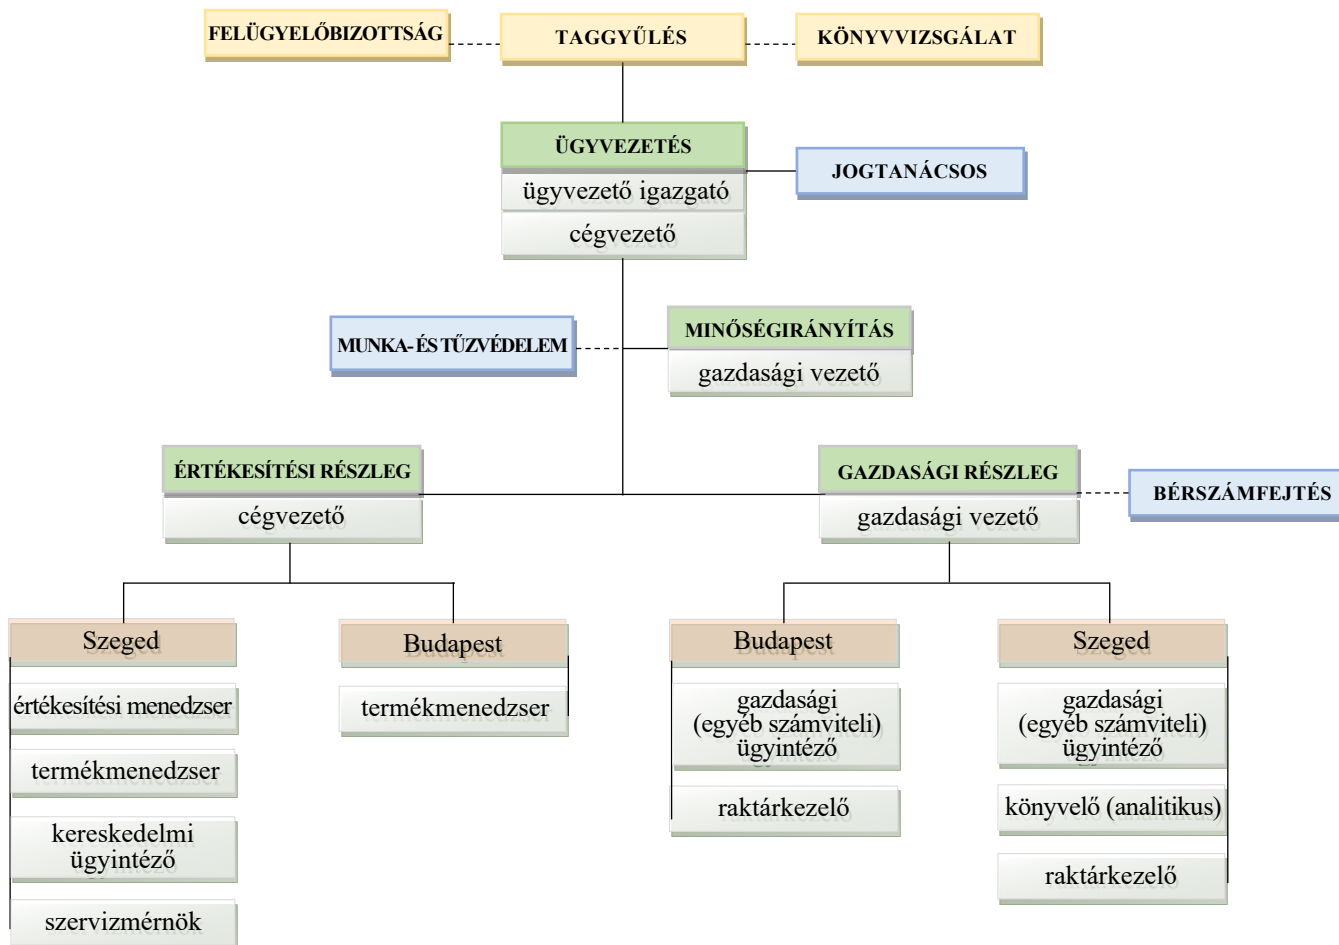 FELÜGYELŐBIZOTTSÁG
TAGGYŰLÉS
KÖNYVVIZSGÁLAT
ÜGYVEZETÉS
ügyvezető igazgató
cégvezető
JOGTANÁCSOS
MUNKA- ÉS TŰZVÉDELEM
MINŐSÉGIRÁNYÍTÁS
gazdasági vezető
ÉRTÉKESÍTÉSI RÉSZLEG
cégvezető
GAZDASÁGI RÉSZLEG
gazdasági vezető
BÉRSZÁMFEJTÉS
Szeged
értékesítési menedzser
termékmenedzser
kereskedelmi
ügyintéző
szervizmérnök
Budapest
termékmenedzser
Budapest
gazdasági
(egyéb számviteli)
ügyintéző
raktárkezelő
Szeged
gazdasági
(egyéb számviteli)
ügyintéző
könyvelő (analitikus)
raktárkezelő